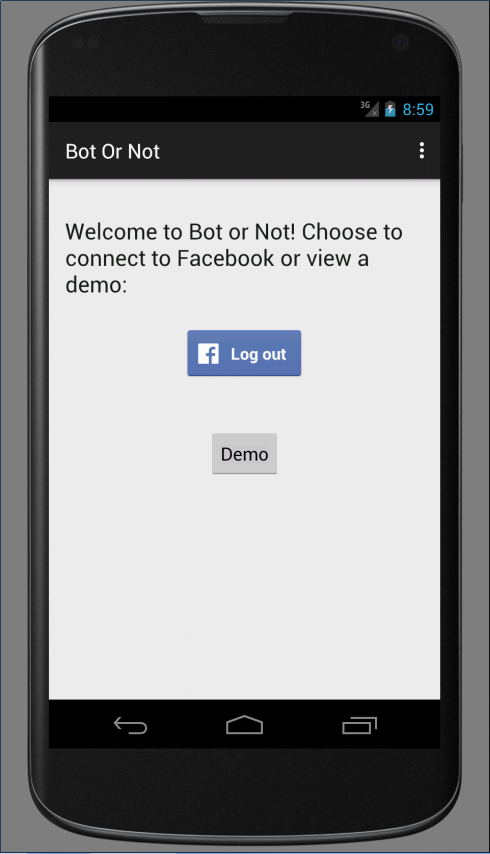 3G 8:59
Bot Or Not
Welcome to Bot or Not! Choose to
connect to Facebook or view a
demo:
Log out
Demo